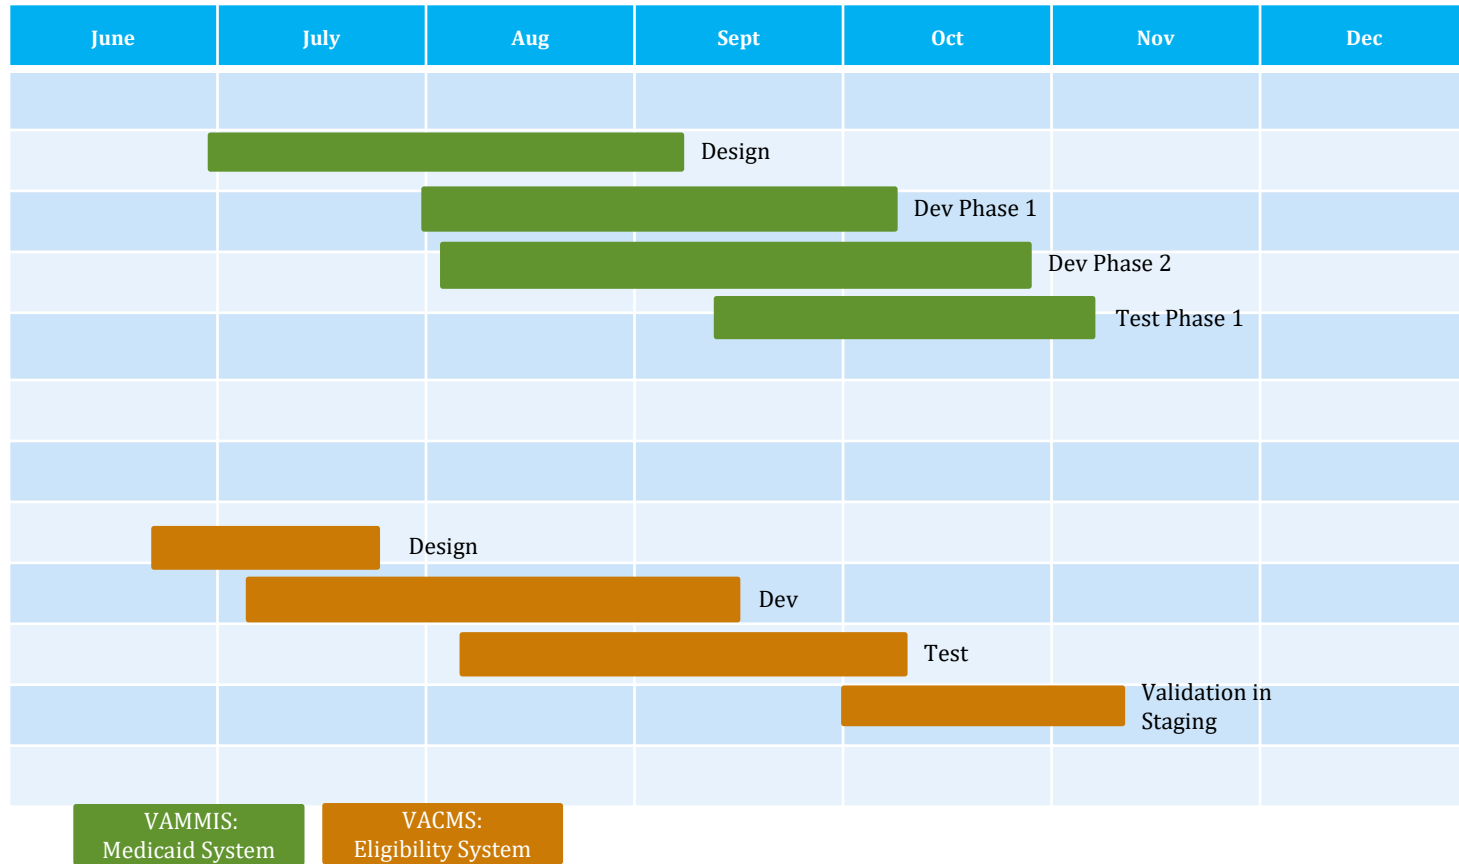 June July Aug Sept Oct Nov Dec
Design
Dev Phase 1
Dev Phase 2
Test Phase 1
Design
Dev
Test
Validation in
Staging
VAMMIS:
Medicaid System
VACMS:
Eligibility System